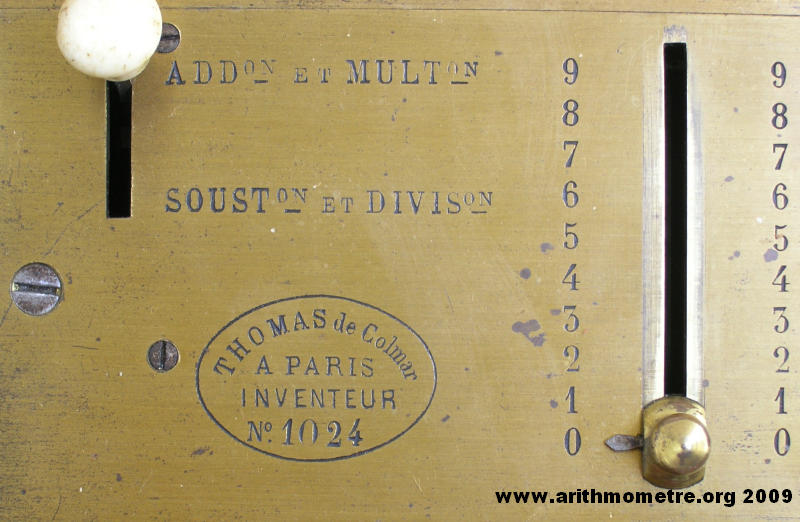 ADDON ET MULTON
SOUSTON ET DIVISON
9 9
8 8
7 7
6 6
5 5
4 4
3 3
2 2
1 1
0 0
THOMAS de Colmar
A PARIS
INVENTEUR
No. 1024
www.arithmometre.org 2009